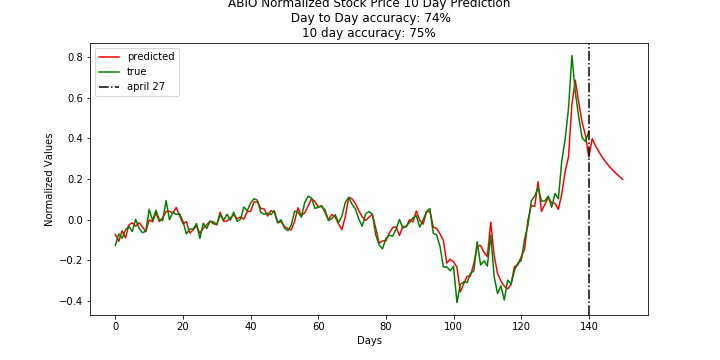 ABIO Normalized Stock Price 10 Day Prediction
Day to Day accuracy: 74%
10 day accuracy: 75%
predicted
true
april 27
Normalized Values
0.8
0.6
0.4
0.2
0.0
−0.2
−0.4
0
20
40
60
80
100
120
140
Days